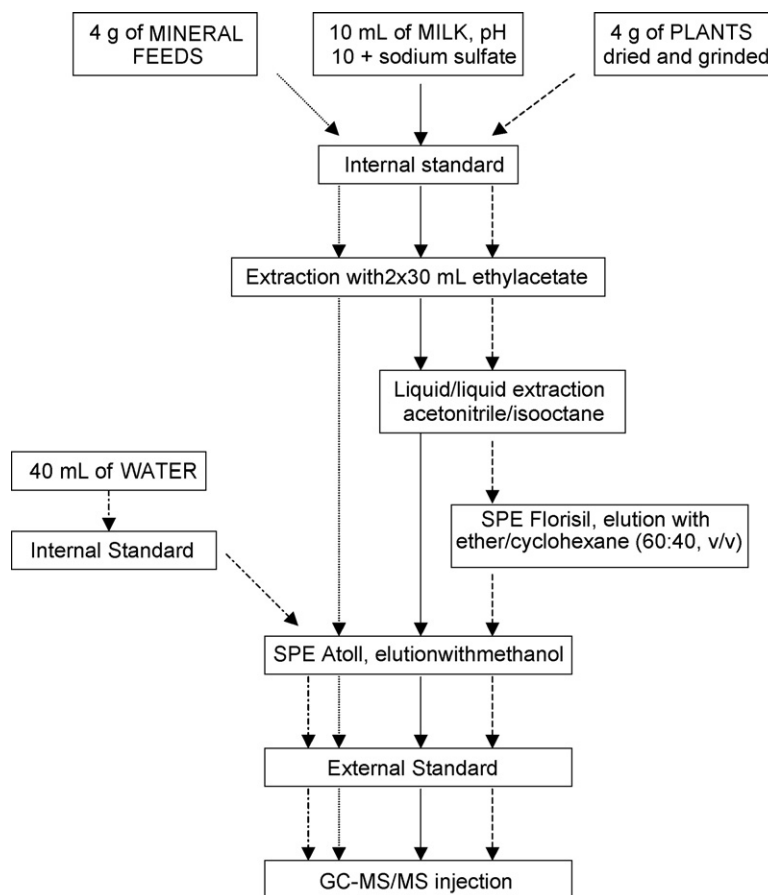 4 g of MINERAL
FEEDS
10 mL of MILK, pH
10 + sodium sulfate
4 g of PLANTS
dried and grinded
Internal standard
Extraction with2x30 mL ethylacetate
Liquid/liquid extraction
acetonitrile/isooctane
40 mL of WATER
Internal Standard
SPE Florisil, elution with
ether/cyclohexane (60:40, v/v)
SPE Atoll, elutionwithmethanol
External Standard
GC-MS/MS injection